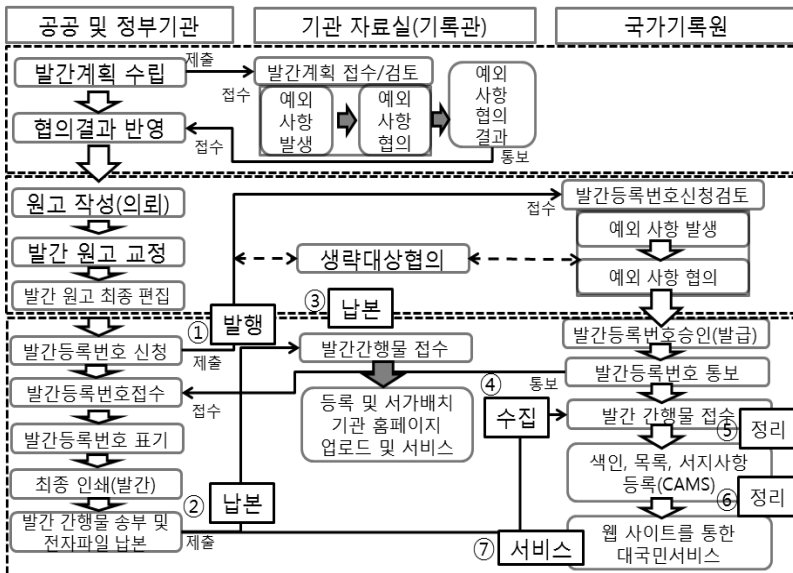 공공 및 정부기관
기관 자료실(기록관)
국가기록원
발간계획 수립
제출
접수
발간계획 접수/검토
예외
사항
발생
예외
사항
협의
예외
사항
협의
결과
협의결과 반영
접수
통보
원고 작성(의뢰)
발간 원고 교정
발간 원고 최종 편집
생략대상협의
접수
발간등록번호신청검토
예외 사항 발생
예외 사항 협의
① 발행
③ 납본
발간등록번호 신청
제출
발간등록번호접수
접수
발간등록번호 표기
최종 인쇄(발간)
② 납본
발간 간행물 송부 및
전자파일 납본
제출
발간간행물 접수
등록 및 서가배치
기관 홈페이지
업로드 및 서비스
④
수집
발간등록번호승인(발급)
통보
발간등록번호 통보
발간 간행물 접수
⑤ 정리
색인, 목록, 서지사항
등록(CAMS)
⑥ 정리
⑦ 서비스
웹 사이트를 통한
대국민서비스